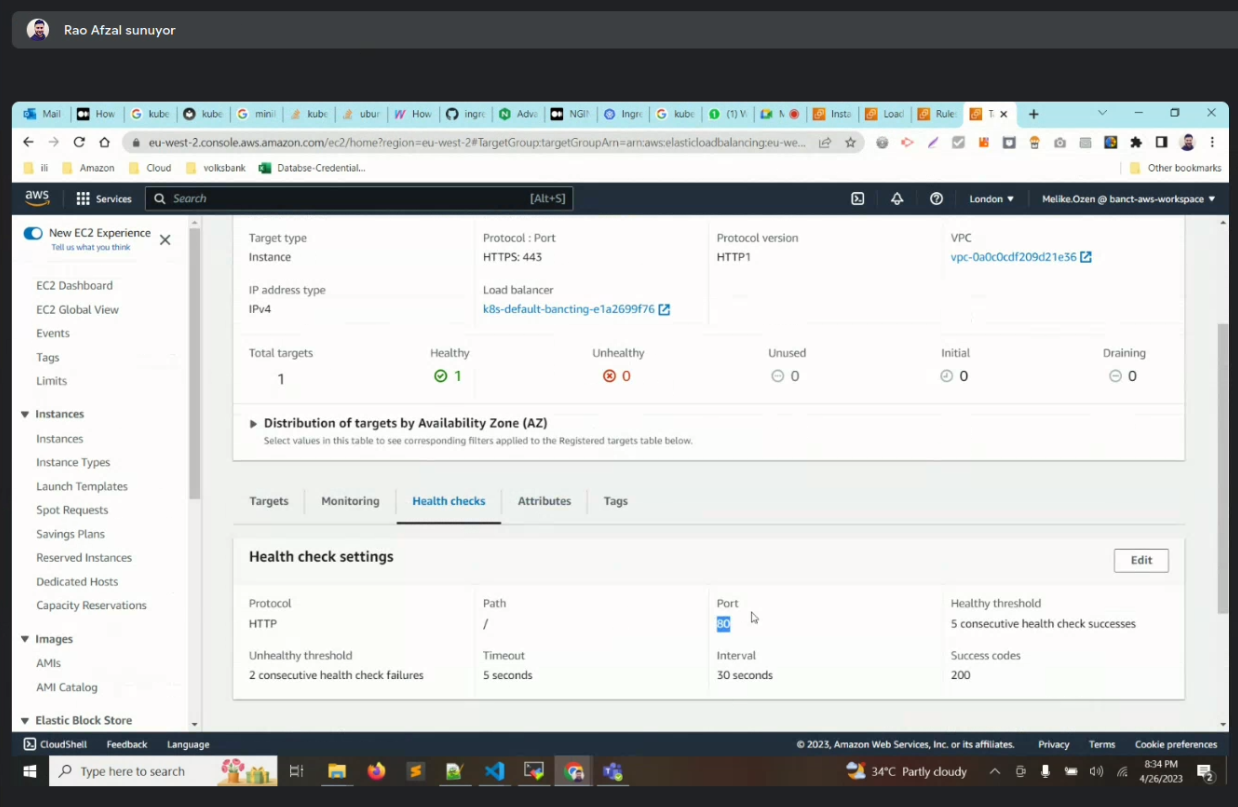 Rao Afzal sunuyor
Mail How kube kube mini kube ubun How ingre Adva NGIN Ingre kube (1) W M Insta Load Rule T
eu-west-2.console.aws.amazon.com/ec2/home?region=eu-west-2#TargetGroup:targetGroupArn=arn:aws:elasticloadbalancing:eu-we...
ili Amazon Cloud volksbank Databse-Credential... Other bookmarks
aws Services Search [Alt+S] London Melike.Ozen @ banct-aws-workspace
New EC2 Experience
Tell us what you think
EC2 Dashboard
EC2 Global View
Events
Tags
Limits
Instances
Instances
Instance Types
Launch Templates
Spot Requests
Savings Plans
Reserved Instances
Dedicated Hosts
Capacity Reservations
Images
AMIs
AMI Catalog
Elastic Block Store
Target type Protocol : Port Protocol version VPC
Instance HTTPS: 443 HTTP1 vpc-0a0c0cdf209d21e36
IP address type Load balancer
IPv4 k8s-default-bancting-e1a2699f76
Total targets Healthy Unhealthy Unused Initial Draining
1 1 0 0 0 0
Distribution of targets by Availability Zone (AZ)
Select values in this table to see corresponding filters applied to the Registered targets table below.
Targets Monitoring Health checks Attributes Tags
Health check settings Edit
Protocol Path Port Healthy threshold
HTTP / 80 5 consecutive health check successes
Unhealthy threshold Timeout Interval Success codes
2 consecutive health check failures 5 seconds 30 seconds 200
CloudShell Feedback Language © 2023, Amazon Web Services, Inc. or its affiliates. Privacy Terms Cookie preferences
Type here to search 34°C Partly cloudy 8:34 PM
4/26/2023 2